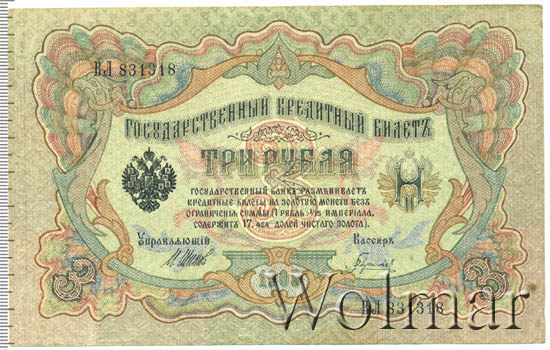 ВЛ 831318
Государственный Кредитный Билетъ
ТРИ РУБЛЯ
Государственный Банкъ размѣниваетъ
кредитные билеты на золотую монету безъ
ограниченія суммы (1 рубль = 1/15 имперіала,
содержитъ 17,424 долей чистаго золота).
Управляющій Кассиръ
ВЛ 831318
Wolmar